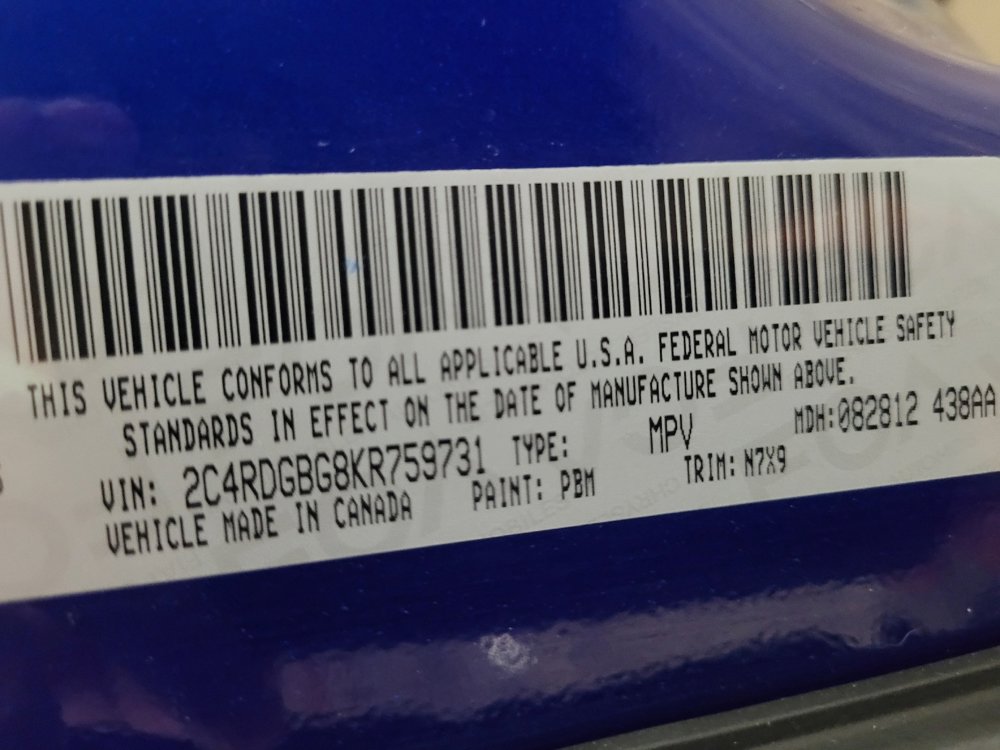 THIS VEHICLE CONFORMS TO ALL APPLICABLE U.S.A. FEDERAL MOTOR VEHICLE SAFETY
STANDARDS IN EFFECT ON THE DATE OF MANUFACTURE SHOWN ABOVE.
VIN: 2C4RDGBG8KR759731 TYPE: MPV MDH:082812 438AA
VEHICLE MADE IN CANADA PAINT: PBM TRIM: N7X9